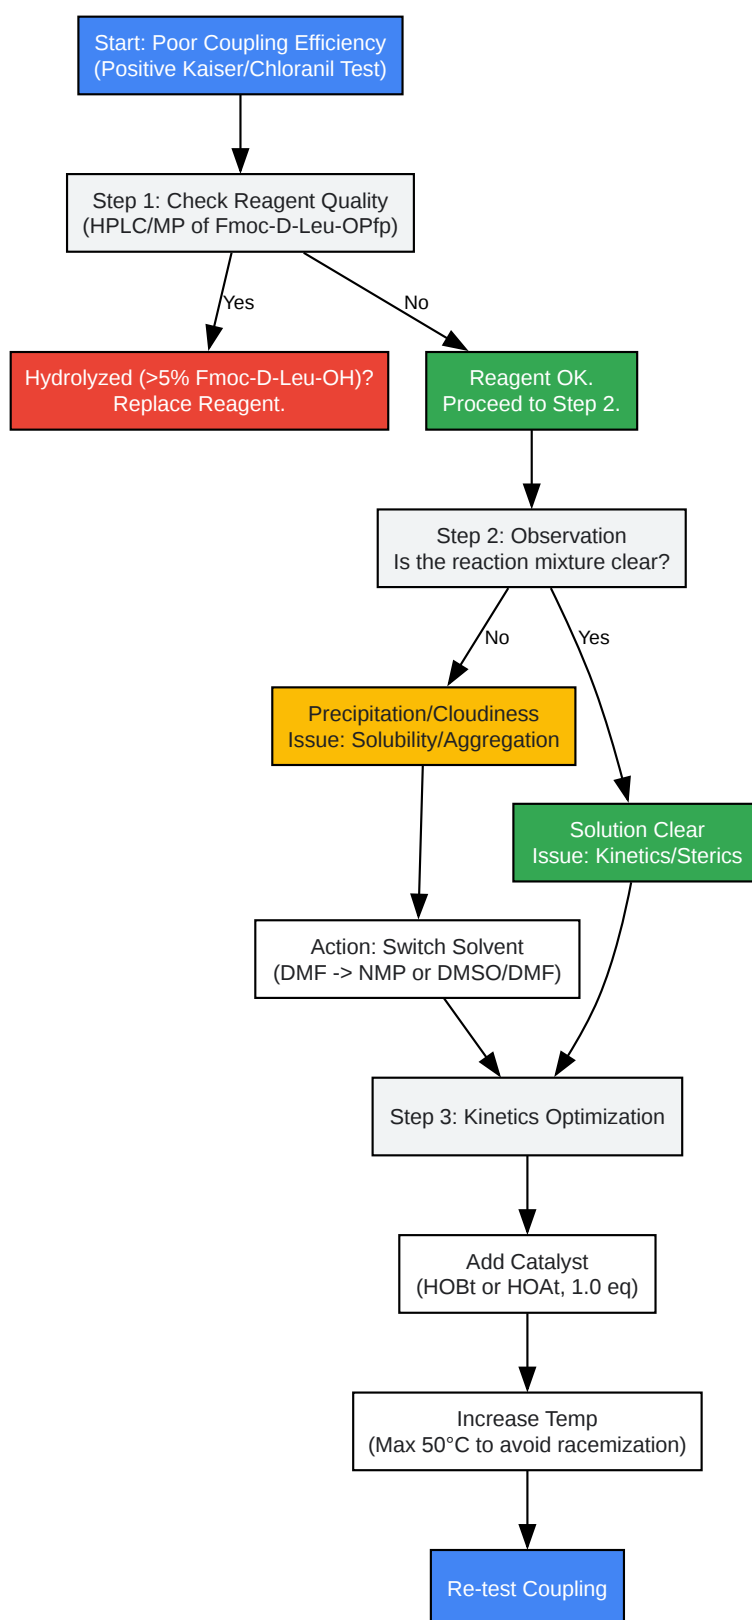 Start: Poor Coupling Efficiency
(Positive Kaiser/Chloranil Test)
Step 1: Check Reagent Quality
(HPLC/MP of Fmoc-D-Leu-OPfp)
Yes
No
Hydrolyzed (>5% Fmoc-D-Leu-OH)?
Replace Reagent.
Reagent OK.
Proceed to Step 2.
Step 2: Observation
Is the reaction mixture clear?
No
Yes
Precipitation/Cloudiness
Issue: Solubility/Aggregation
Solution Clear
Issue: Kinetics/Sterics
Action: Switch Solvent
(DMF -> NMP or DMSO/DMF)
Step 3: Kinetics Optimization
Add Catalyst
(HOBt or HOAt, 1.0 eq)
Increase Temp
(Max 50°C to avoid racemization)
Re-test Coupling